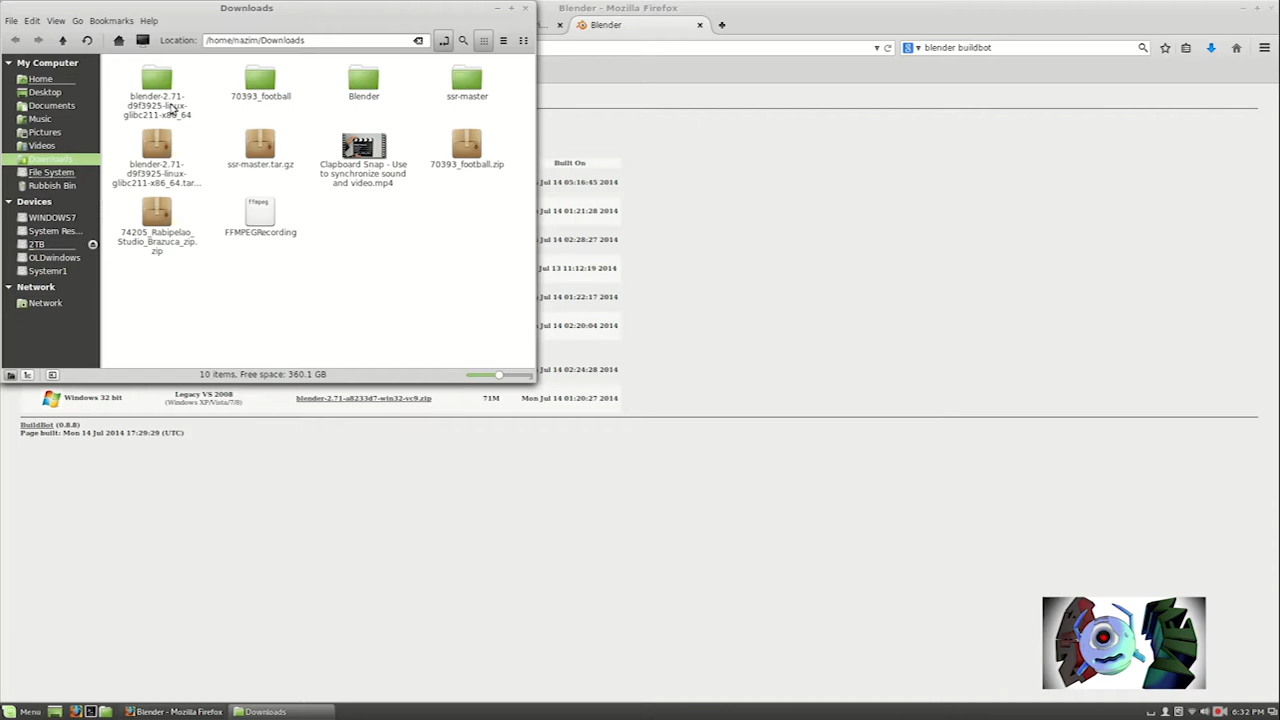 Downloads
Blender - Mozilla Firefox
File Edit View Go Bookmarks Help
Blender
Location: /home/nazim/Downloads
blender buildbot
My Computer
Home
Desktop
Documents
Music
Pictures
Videos
Downloads
File System
Rubbish Bin
Devices
WINDOWS7
System Res...
2TB
OLDwindows
Systemr1
Network
Network
blender-2.71-
d9f3925-linux-
glibc211-x86_64
70393_football
Blender
ssr-master
blender-2.71-
d9f3925-linux-
glibc211-x86_64.tar...
ssr-master.tar.gz
Clapboard Snap - Use
to synchronize sound
and video.mp4
70393_football.zip
74205_Rabipelao_
Studio_Brazuca_zip.
zip
ffmpeg
FFMPEGRecording
10 items, Free space: 360.1 GB
Built On
Jul 14 05:16:45 2014
Jul 14 01:21:28 2014
Jul 14 02:28:27 2014
Jul 13 11:12:19 2014
Jul 14 01:22:17 2014
Jul 14 02:20:04 2014
Jul 14 02:24:28 2014
Windows 32 bit
Legacy VS 2008
(Windows XP/Vista/7/8)
blender-2.71-a8233d7-win32-vc9.zip
71M
Mon Jul 14 01:20:27 2014
BuildBot (0.8.8)
Page built: Mon 14 Jul 2014 17:29:29 (UTC)
Menu
Blender - Mozilla Firefox
Downloads
6:32 PM